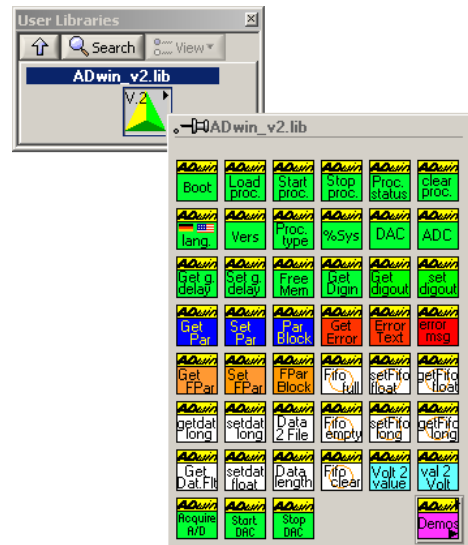 User Libraries
Search View
ADwin_v2.lib
V.2
ADwin_v2.lib
ADwin ADwin ADwin ADwin ADwin ADwin
Boot Load proc. Start proc. Stop proc. Proc. status clear proc.
ADwin ADwin ADwin ADwin ADwin ADwin
lang. Vers Proc. type %Sys DAC ADC
ADwin ADwin ADwin ADwin ADwin ADwin
Get g. delay Set g. delay Free Mem Get Digin Get digout set digout
ADwin ADwin ADwin ADwin ADwin ADwin
Get Par Set Par Par Block Get Error Error Text error msg
ADwin ADwin ADwin ADwin ADwin ADwin
Get FPar Set FPar FPar Block Fifo full setFifo float getFifo float
ADwin ADwin ADwin ADwin ADwin ADwin
getdat long setdat long Data 2 File Fifo empty setFifo long getFifo long
ADwin ADwin ADwin ADwin ADwin ADwin
Get Dat.Flt setdat float Data length Fifo clear Volt 2 value val 2 Volt
ADwin ADwin ADwin ADwin
Acquire A/D Start DAC Stop DAC Demos